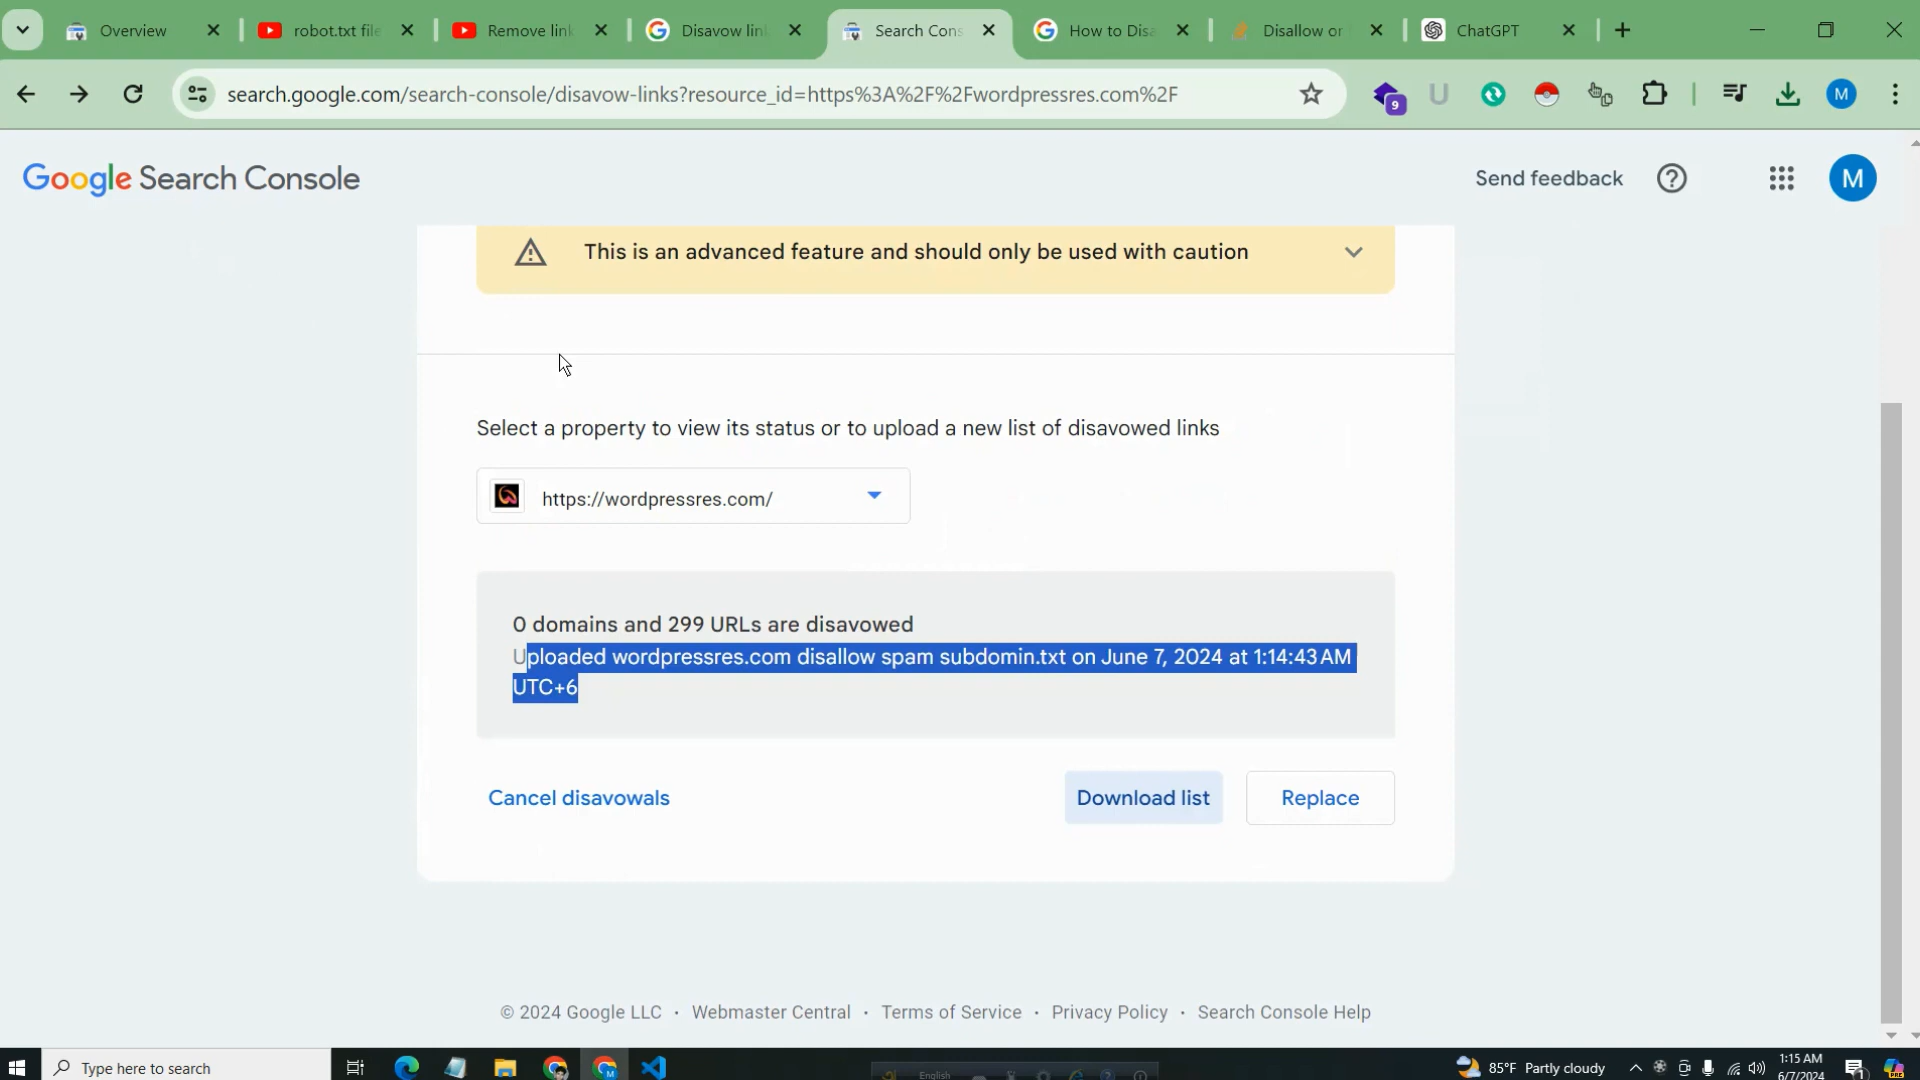 Overview
robot.txt file
Remove link
Disavow link
Search Cons
How to Disa
Disallow or
ChatGPT
search.google.com/search-console/disavow-links?resource_id=https%3A%2F%2Fwordpressres.com%2F
9
U
M
Google Search Console
Send feedback
M
This is an advanced feature and should only be used with caution
Select a property to view its status or to upload a new list of disavowed links
https://wordpressres.com/
0 domains and 299 URLs are disavowed
Uploaded wordpressres.com disallow spam subdomin.txt on June 7, 2024 at 1:14:43 AM
UTC+6
Cancel disavowals
Download list
Replace
© 2024 Google LLC · Webmaster Central · Terms of Service · Privacy Policy · Search Console Help
Type here to search
English
85°F Partly cloudy
1:15 AM
6/7/2024
1
PRE